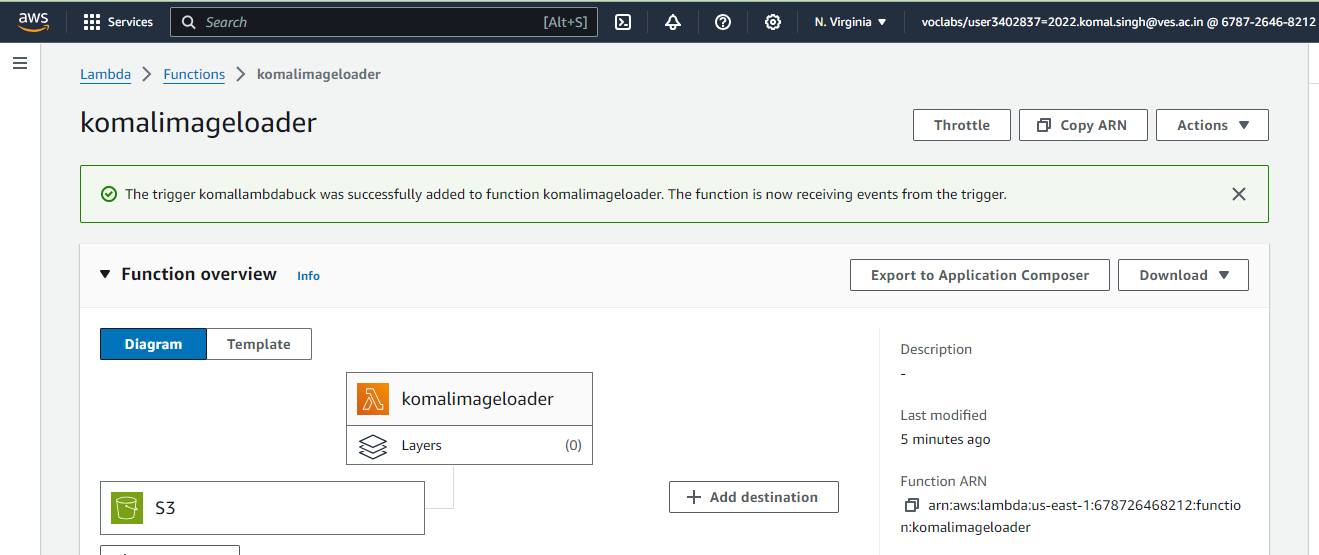 aws
Services
Search [Alt+S]
N. Virginia
voclabs/user3402837=2022.komal.singh@ves.ac.in @ 6787-2646-8212
Lambda Functions komalimageloader
komalimageloader
Throttle
Copy ARN
Actions
The trigger komallambdabuck was successfully added to function komalimageloader. The function is now receiving events from the trigger.
Function overview Info
Export to Application Composer
Download
Diagram
Template
komalimageloader
Layers (0)
S3
Add destination
Description
-
Last modified
5 minutes ago
Function ARN
arn:aws:lambda:us-east-1:678726468212:functio
n:komalimageloader